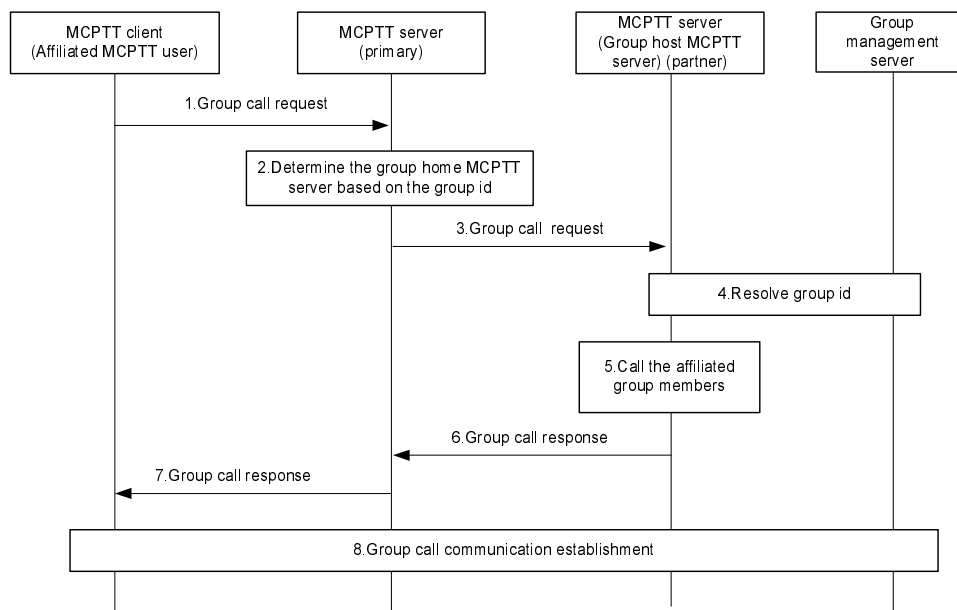 MCPTT client
(Affiliated MCPTT user)
MCPTT server
(primary)
MCPTT server
(Group host MCPTT
server) (partner)
Group
management
server
1.Group call request
2.Determine the group home MCPTT
server based on the group id
3.Group call request
4.Resolve group id
5.Call the affiliated
group members
6.Group call response
7.Group call response
8.Group call communication establishment